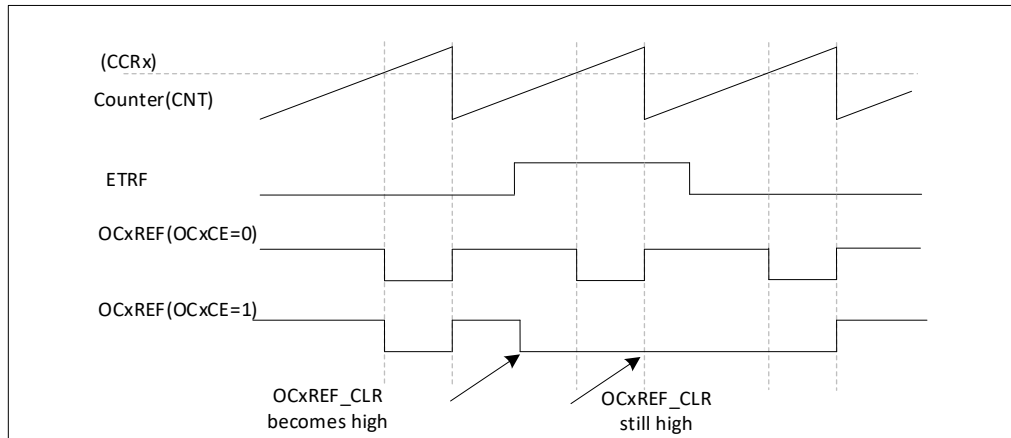 (CCRx)
Counter(CNT)
ETRF
OCxREF(OCxCE=0)
OCxREF(OCxCE=1)
OCxREF_CLR
becomes high
OCxREF_CLR
still high